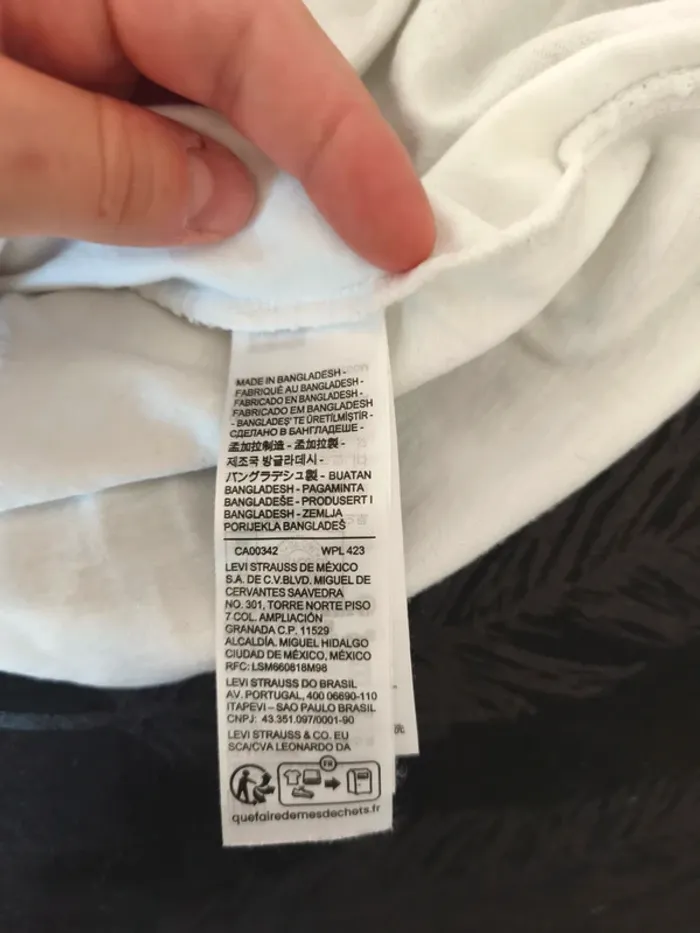 MADE IN BANGLADESH -
FABRIQUÉ AU BANGLADESH -
FABRICADO EN BANGLADESH -
FABRICADO EM BANGLADESH
- BANGLADEŞ' TE ÜRETİLMİŞTİR -
СДЕЛАНО В БАНГЛАДЕШЕ -
孟加拉制造 - 孟加拉製 -
제조국 방글라데시 -
バングラデシュ製 - BUATAN
BANGLADESH - PAGAMINTA
BANGLADEŠE - PRODUSERT I
BANGLADESH - ZEMLJA
PORIJEKLA BANGLADEŠ
CA00342 WPL 423
LEVI STRAUSS DE MÉXICO
S.A. DE C.V.BLVD. MIGUEL DE
CERVANTES SAAVEDRA
NO. 301, TORRE NORTE PISO
7 COL. AMPLIACIÓN
GRANADA C.P. 11529
ALCALDÍA. MIGUEL HIDALGO
CIUDAD DE MÉXICO, MÉXICO
RFC: LSM660818M98
LEVI STRAUSS DO BRASIL
AV. PORTUGAL, 400 06690-110
ITAPEVI – SAO PAULO BRASIL
CNPJ: 43.351.097/0001-90
LEVI STRAUSS & CO. EU
SCA/CVA LEONARDO DA
FR
quefairedemesdechets.fr